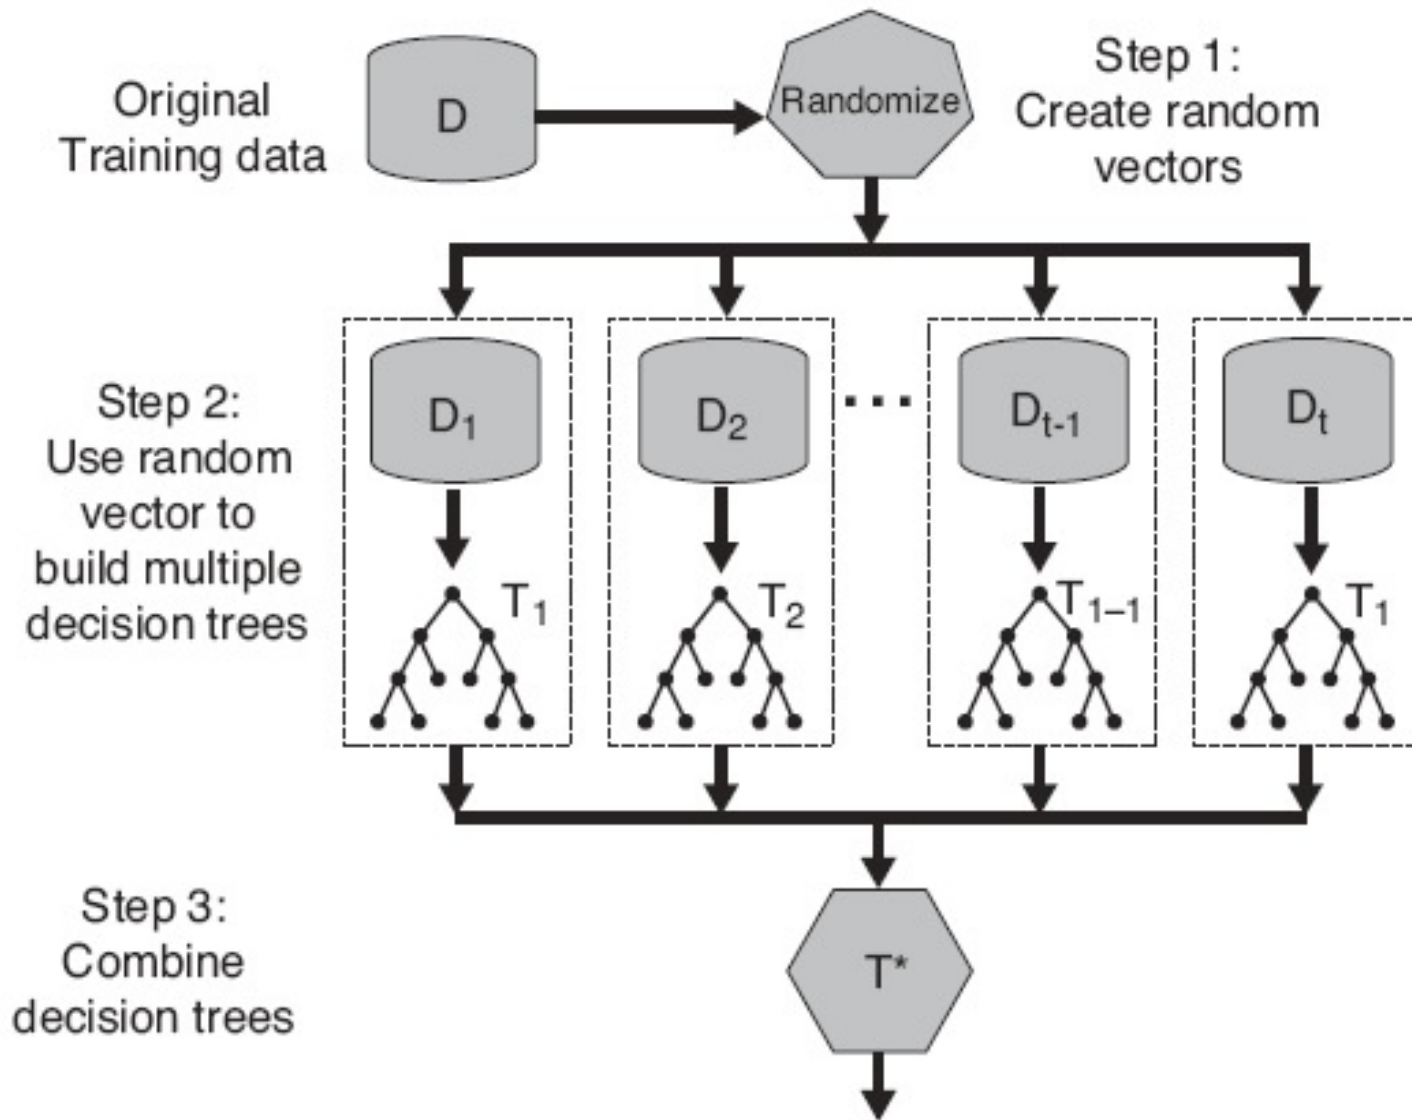 Original
Training data
D
Randomize
Step 1:
Create random
vectors
Step 2:
Use random
vector to
build multiple
decision trees
D₁
D₂
...
Dₜ₋₁
Dₜ
T₁
T₂
T₁₋₁
T₁
Step 3:
Combine
decision trees
T*